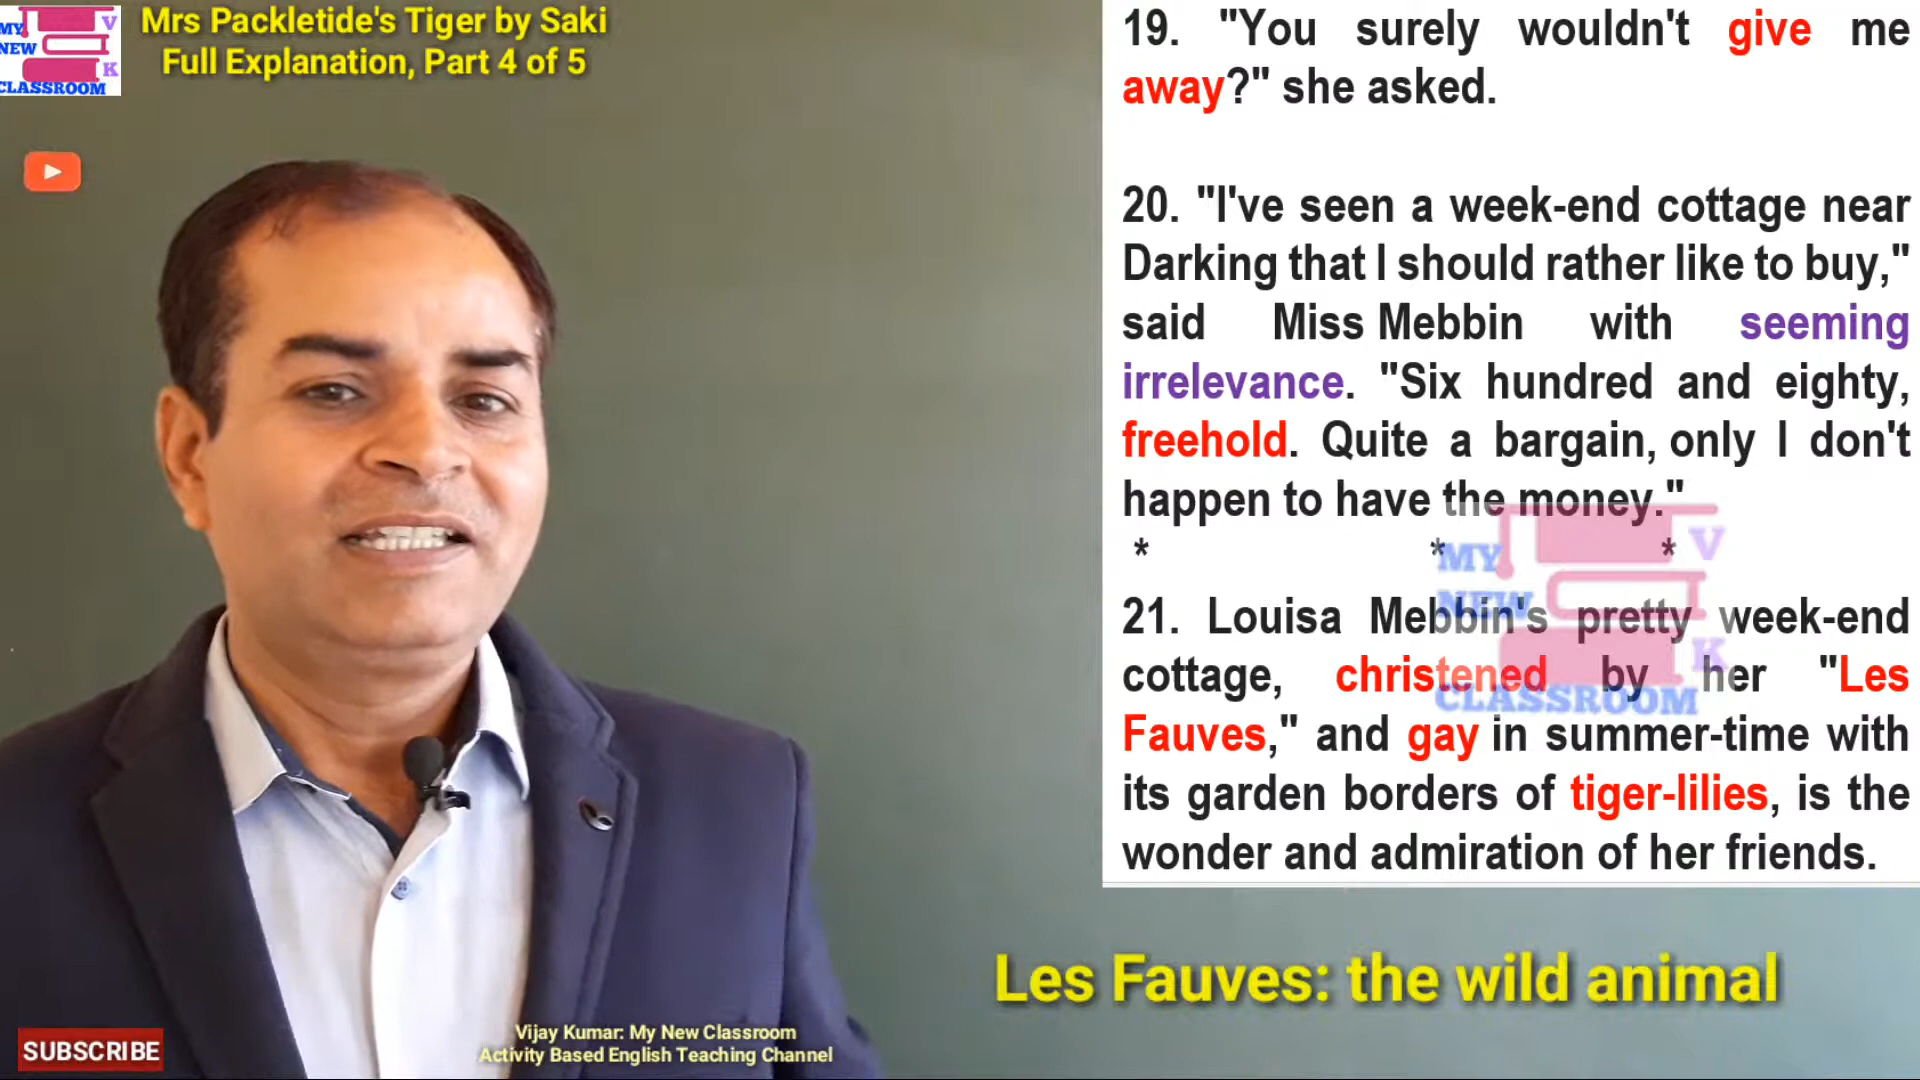 MY
NEW
CLASSROOM
V
K
Mrs Packletide's Tiger by Saki
Full Explanation, Part 4 of 5
19. "You surely wouldn't give me
away?" she asked.
20. "I've seen a week-end cottage near
Darking that I should rather like to buy,"
said Miss Mebbin with seeming
irrelevance. "Six hundred and eighty,
freehold. Quite a bargain, only I don't
happen to have the money."
* * *
21. Louisa Mebbin's pretty week-end
cottage, christened by her "Les
Fauves," and gay in summer-time with
its garden borders of tiger-lilies, is the
wonder and admiration of her friends.
MY
NEW
CLASSROOM
V
K
Les Fauves: the wild animal
SUBSCRIBE
Vijay Kumar: My New Classroom
Activity Based English Teaching Channel